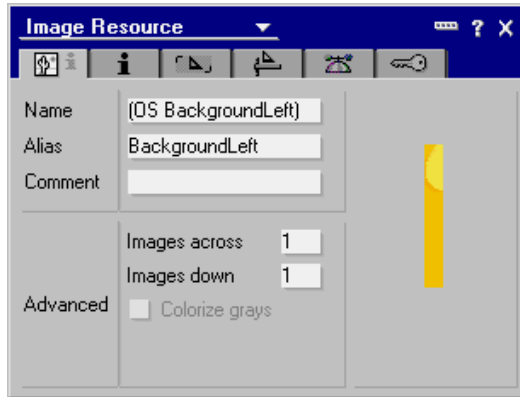 Image Resource ? X
i i
Name (OS BackgroundLeft)
Alias BackgroundLeft
Comment
Images across 1
Images down 1
Advanced Colorize grays